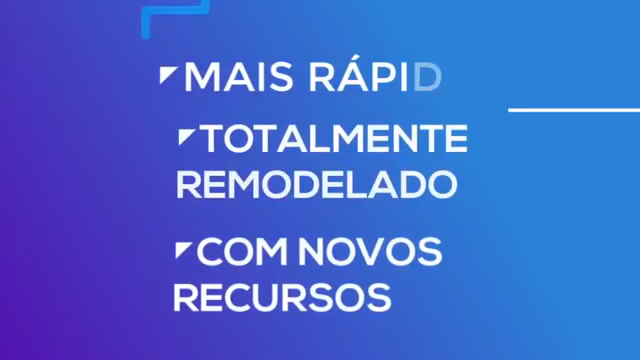 MAIS RÁPID
TOTALMENTE
REMODELADO
COM NOVOS
RECURSOS